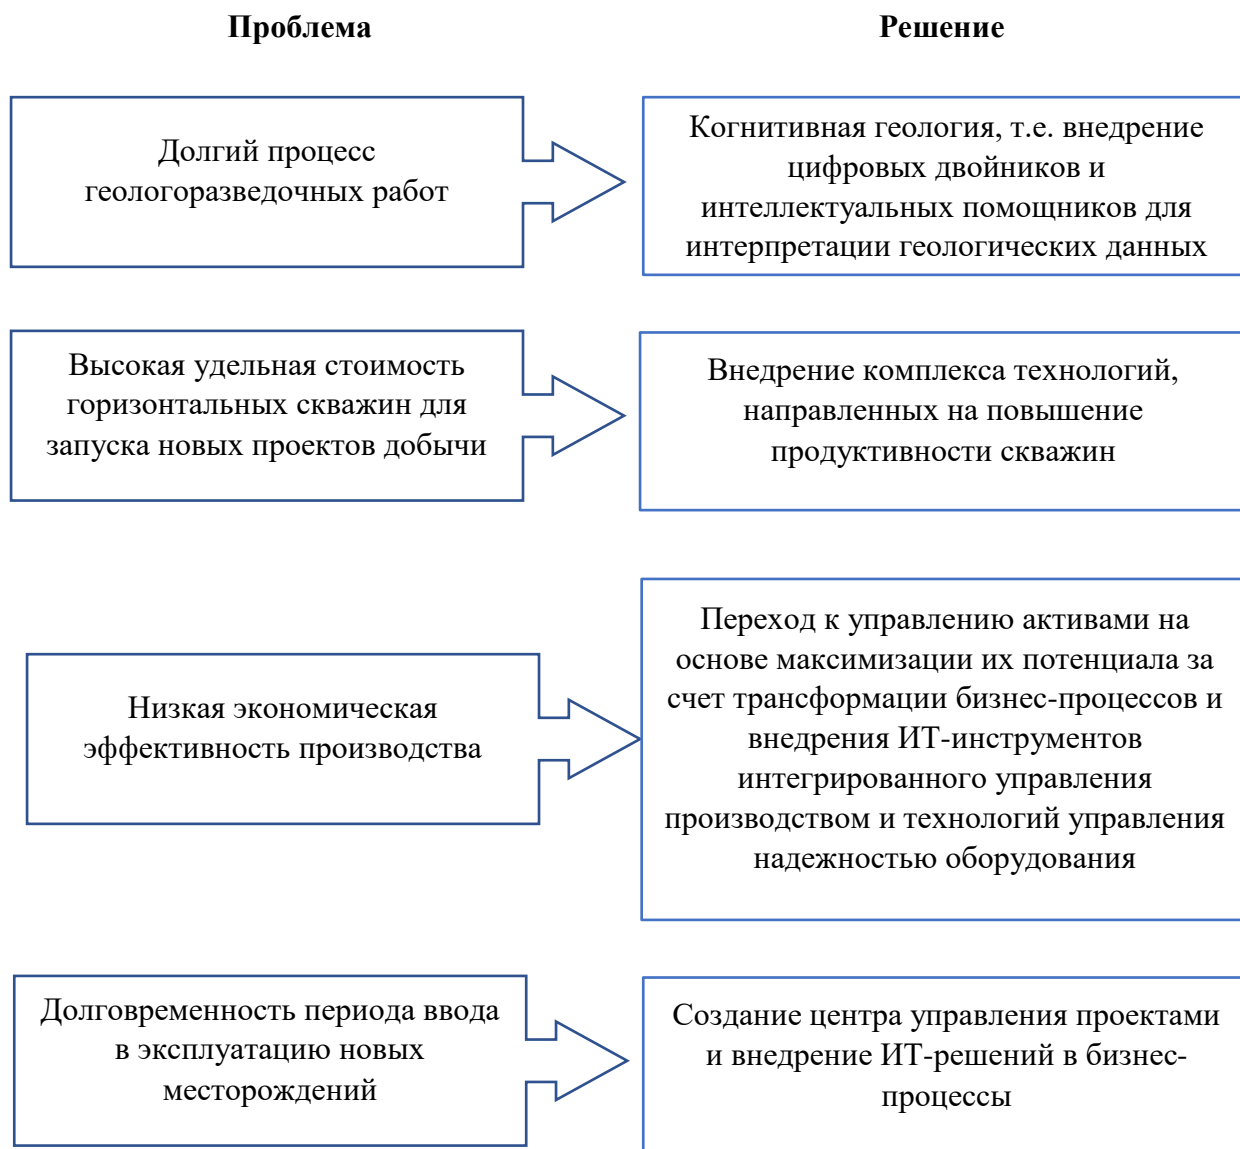 Проблема
Решение
Долгий процесс
геологоразведочных работ
Когнитивная геология, т.е. внедрение
цифровых двойников и
интеллектуальных помощников для
интерпретации геологических данных
Высокая удельная стоимость
горизонтальных скважин для
запуска новых проектов добычи
Внедрение комплекса технологий,
направленных на повышение
продуктивности скважин
Низкая экономическая
эффективность производства
Переход к управлению активами на
основе максимизации их потенциала за
счет трансформации бизнес-процессов и
внедрения ИТ-инструментов
интегрированного управления
производством и технологий управления
надежностью оборудования
Долговременность периода ввода
в эксплуатацию новых
месторождений
Создание центра управления проектами
и внедрение ИТ-решений в бизнес-
процессы